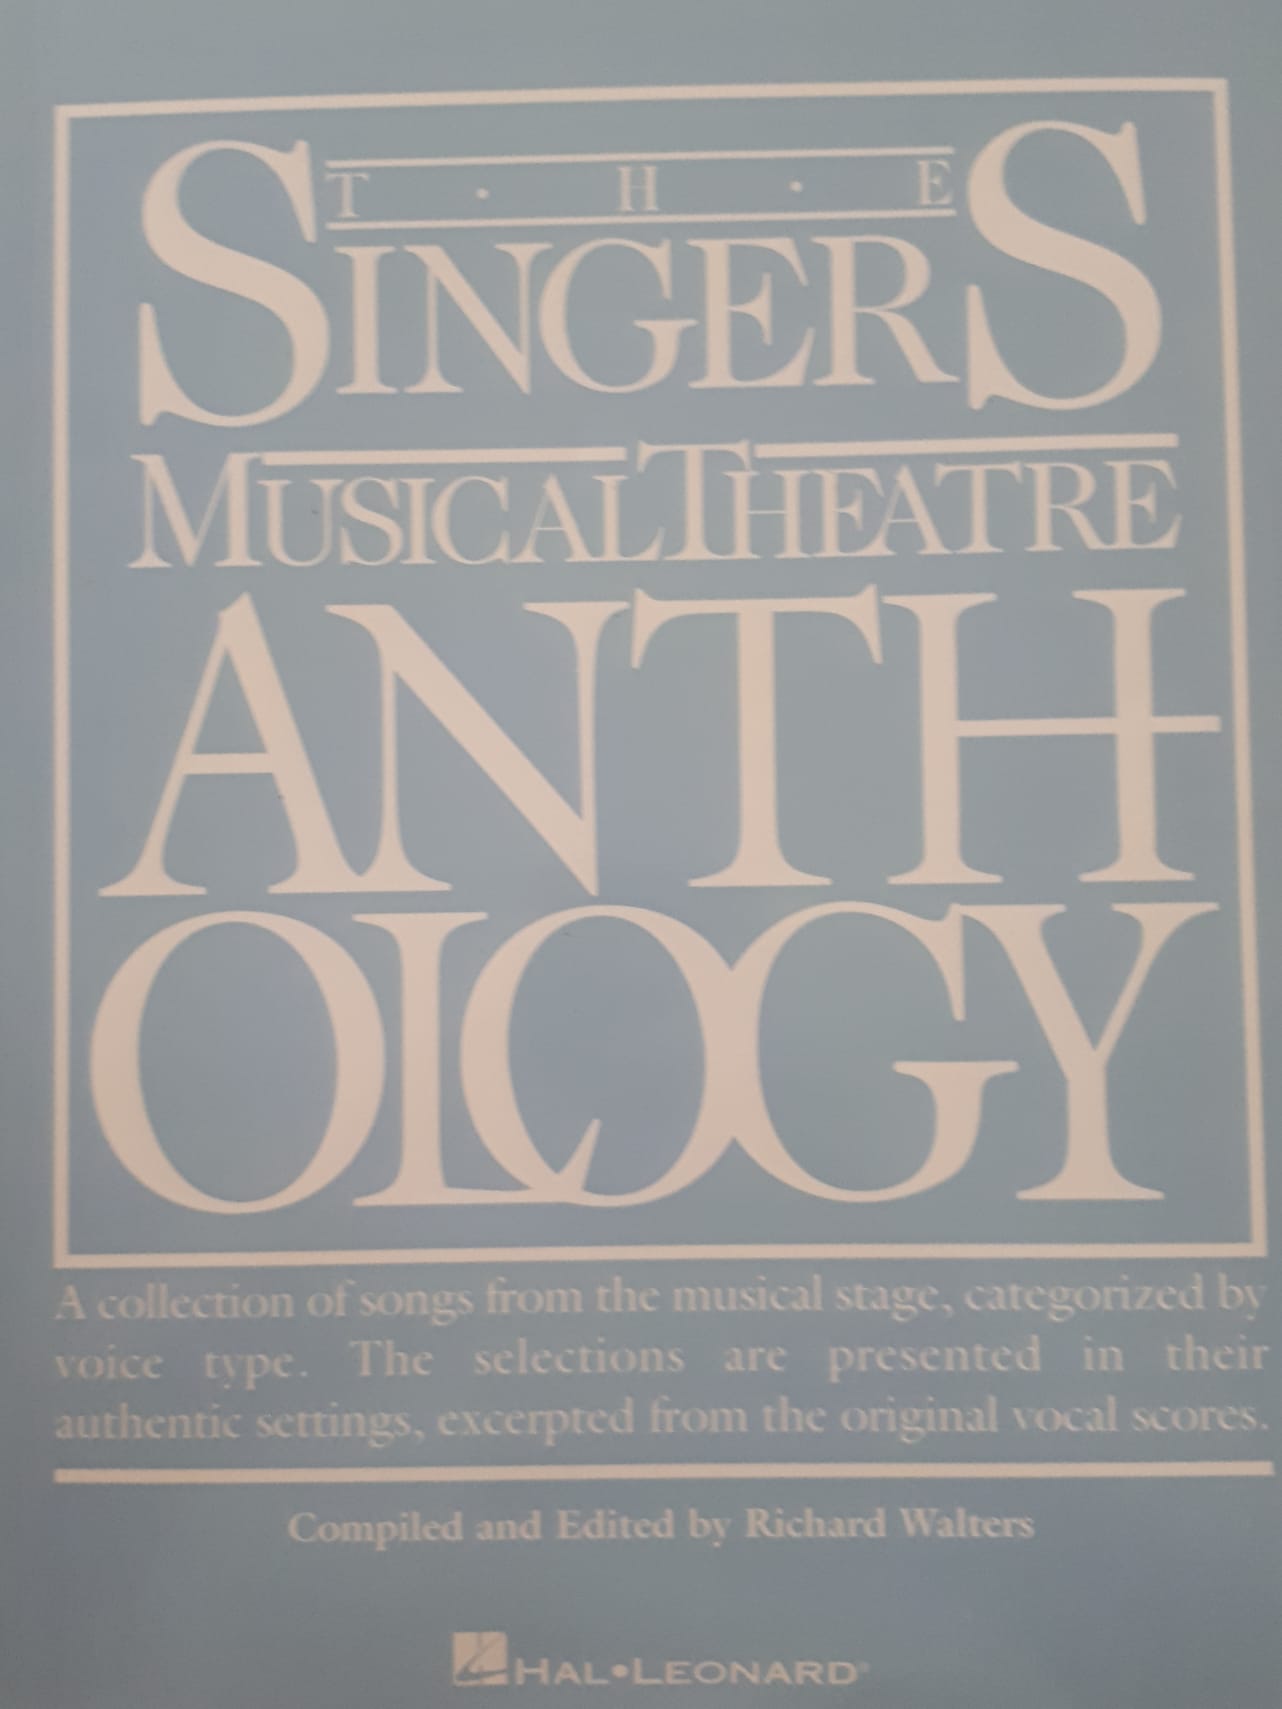 T · H · E
SINGERS
MUSICAL THEATRE
ANTH
OLOGY
A collection of songs from the musical stage, categorized by
voice type. The selections are presented in their
authentic settings, excerpted from the original vocal scores.
Compiled and Edited by Richard Walters
HAL•LEONARD®